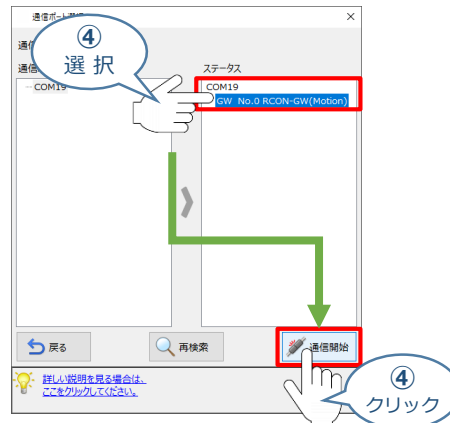 通信ポート
×
④
選 択
通信
通信
ステータス
COM19
COM19
GW No.0 RCON-GW(Motion)
戻る
再検索
通信開始
詳しい説明を見る場合は、
ここをクリックしてください。
④
クリック